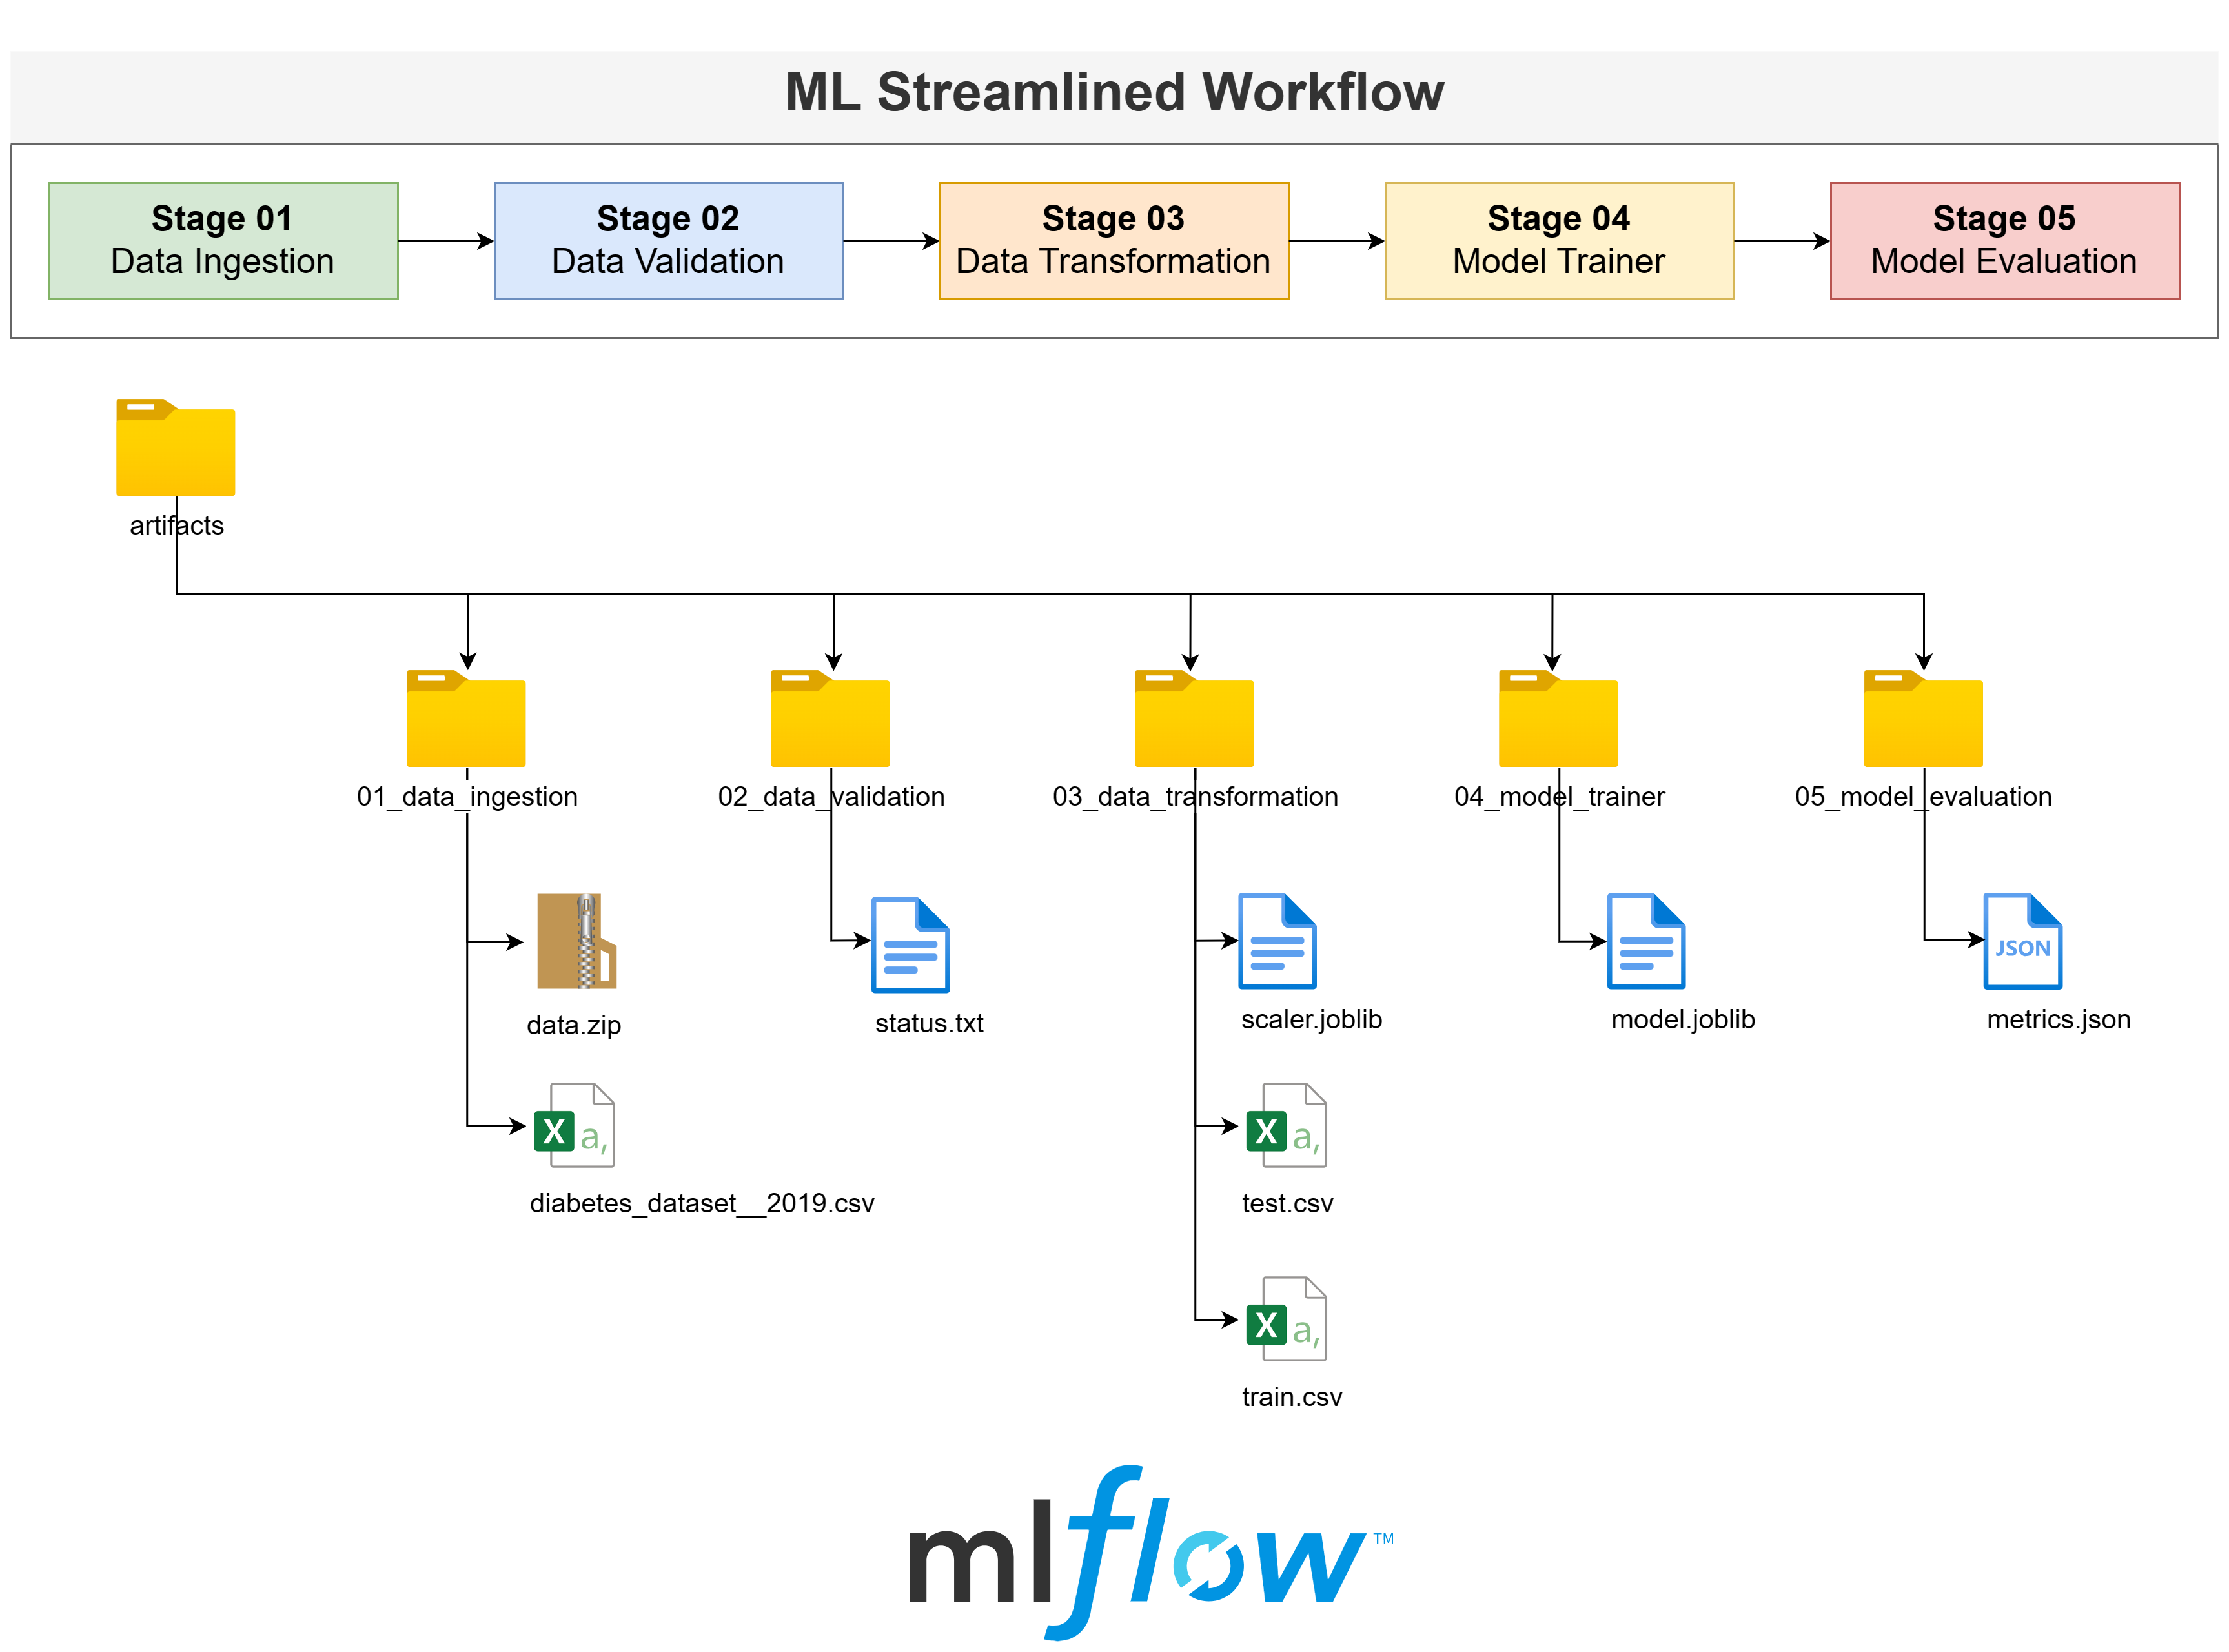 ML Streamlined Workflow
Stage 01
Data Ingestion
Stage 02
Data Validation
Stage 03
Data Transformation
Stage 04
Model Trainer
Stage 05
Model Evaluation
artifacts
01_data_ingestion
02_data_validation
03_data_transformation
04_model_trainer
05_model_evaluation
data.zip
status.txt
scaler.joblib
model.joblib
JSON
metrics.json
X a,
diabetes_dataset__2019.csv
X a,
test.csv
X a,
train.csv
mlflow™